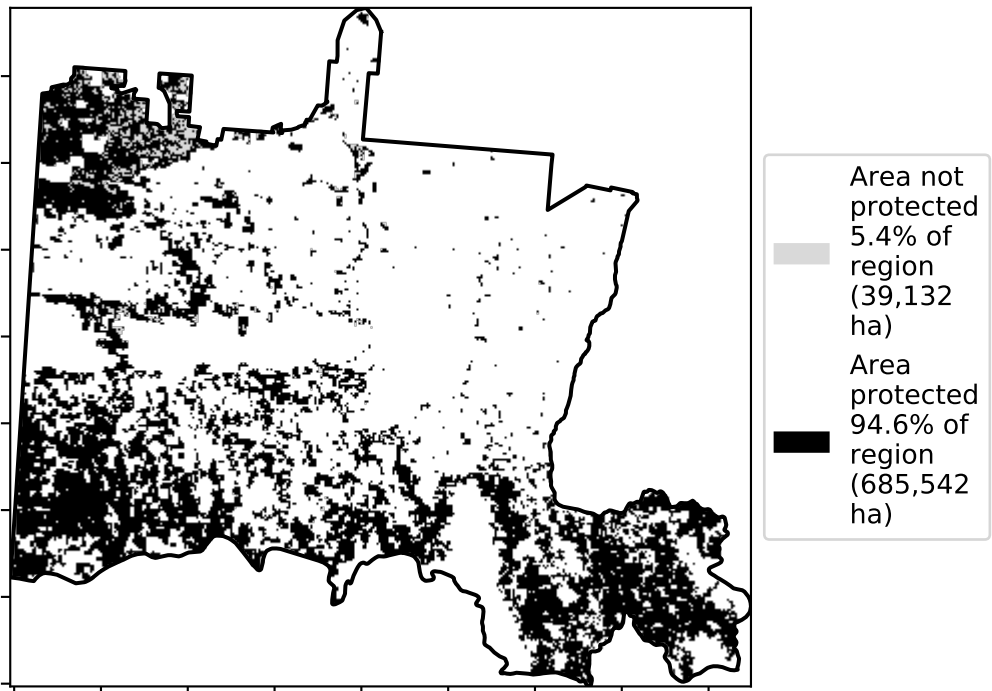 Area not
protected
5.4% of
region
(39,132
ha)
Area
protected
94.6% of
region
(685,542
ha)